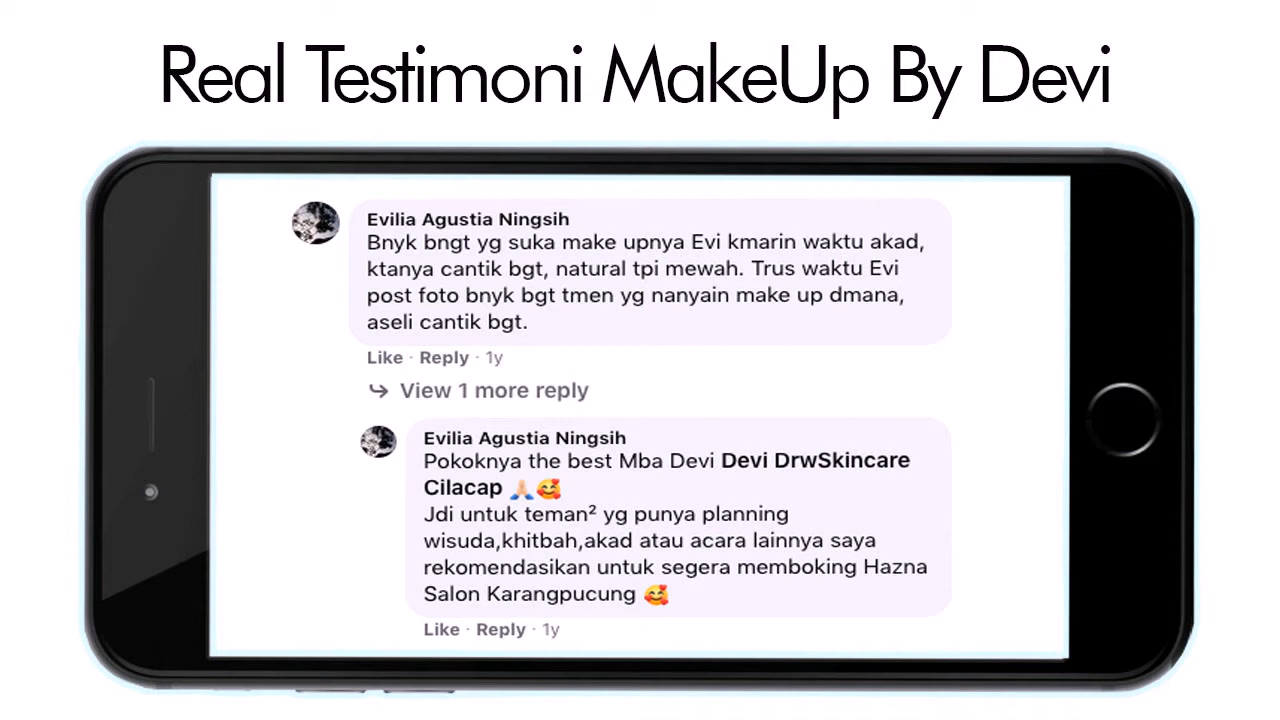 Real Testimoni MakeUp By Devi
Evilia Agustia Ningsih
Bnyk bngt yg suka make upnya Evi kmarin waktu akad,
ktanya cantik bgt, natural tpi mewah. Trus waktu Evi
post foto bnyk bgt tmen yg nanyain make up dmana,
aseli cantik bgt.
Like · Reply · 1y
View 1 more reply
Evilia Agustia Ningsih
Pokoknya the best Mba Devi Devi DrwSkincare
Cilacap 🙏🏻🥰
Jdi untuk teman² yg punya planning
wisuda,khitbah,akad atau acara lainnya saya
rekomendasikan untuk segera memboking Hazna
Salon Karangpucung 🥰
Like · Reply · 1y